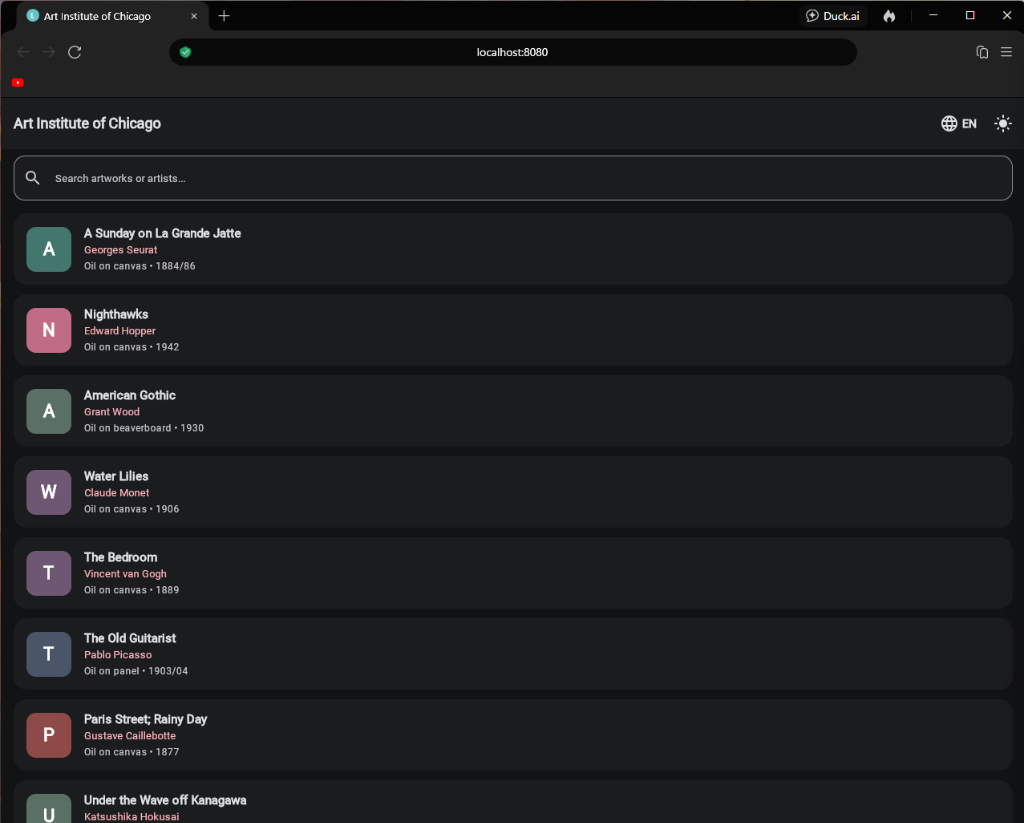 Art Institute of Chicago
Duck.ai
localhost:8080
Art Institute of Chicago
EN
Search artworks or artists...
A
A Sunday on La Grande Jatte
Georges Seurat
Oil on canvas • 1884/86
N
Nighthawks
Edward Hopper
Oil on canvas • 1942
A
American Gothic
Grant Wood
Oil on beaverboard • 1930
W
Water Lilies
Claude Monet
Oil on canvas • 1906
T
The Bedroom
Vincent van Gogh
Oil on canvas • 1889
T
The Old Guitarist
Pablo Picasso
Oil on panel • 1903/04
P
Paris Street; Rainy Day
Gustave Caillebotte
Oil on canvas • 1877
U
Under the Wave off Kanagawa
Katsushika Hokusai